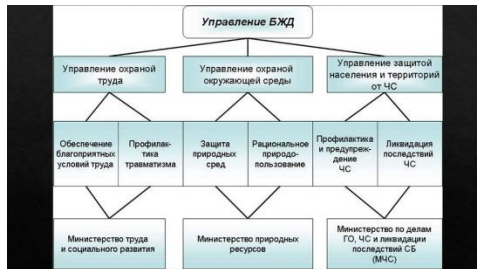 Управление БЖД
Управление охраной
труда
Управление охраной
окружающей среды
Управление защитой
населения и территорий
от ЧС
Обеспечение
благоприятных
условий труда
Профилак-
тика
травматизма
Защита
природных
сред
Рациональное
природо-
пользование
Профилактика
и предупреж-
дение
ЧС
Ликвидация
последствий
ЧС
Министерство труда
и социального развития
Министерство природных
ресурсов
Министерство по делам
ГО, ЧС и ликвидации
последствий СБ
(МЧС)